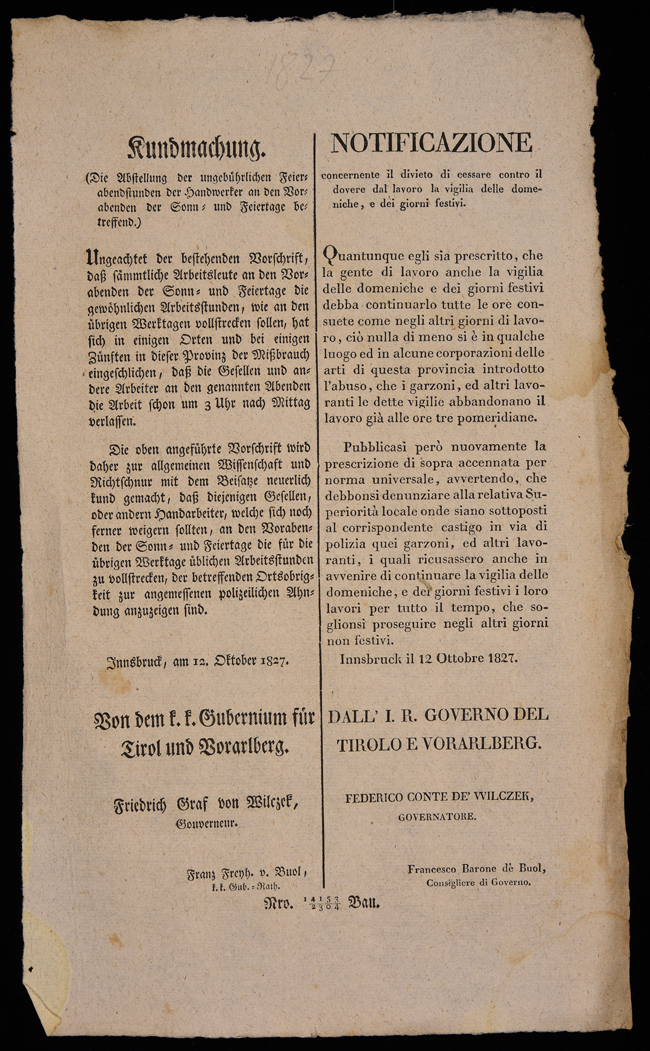 1827
Kundmachung.
(Die Abstellung der ungebührlichen Feier-
abendstunden der Handwerker an den Vor-
abenden der Sonn- und Feiertage be-
treffend.)
Ungeachtet der bestehenden Vorschrift,
daß sämmtliche Arbeitsleute an den Vor-
abenden der Sonn- und Feiertage die
gewöhnlichen Arbeitsstunden, wie an den
übrigen Werktagen vollstrecken sollen, hat
sich in einigen Orten und bei einigen
Zünften in dieser Provinz der Mißbrauch
eingeschlichen, daß die Gesellen und an-
dere Arbeiter an den genannten Abenden
die Arbeit schon um 3 Uhr nach Mittag
verlassen.
Die oben angeführte Vorschrift wird
daher zur allgemeinen Wissenschaft und
Richtschnur mit dem Beisatze neuerlich
kund gemacht, daß diejenigen Gesellen,
oder andern Handarbeiter, welche sich noch
ferner weigern sollten, an den Voraben-
den der Sonn- und Feiertage die für die
übrigen Werktage üblichen Arbeitsstunden
zu vollstrecken, der betreffenden Ortsobrig-
keit zur angemessenen polizeilichen Ahn-
dung anzuzeigen sind.
Innsbruck, am 12. Oktober 1827.
Von dem k. k. Gubernium für
Tirol und Vorarlberg.
Friedrich Graf von Wilczek,
Gouverneur.
Franz Freyh. v. Buol,
k. k. Gub.-Rath.
NOTIFICAZIONE
concernente il divieto di cessare contro il
dovere dal lavoro la vigilia delle dome-
niche, e dei giorni festivi.
Quantunque egli sia prescritto, che
la gente di lavoro anche la vigilia
delle domeniche e dei giorni festivi
debba continuarlo tutte le ore con-
suete come negli altri giorni di lavo-
ro, ciò nulla di meno si è in qualche
luogo ed in alcune corporazioni delle
arti di questa provincia introdotto
l'abuso, che i garzoni, ed altri lavo-
ranti le dette vigilie abbandonano il
lavoro già alle ore tre pomeridiane.
Pubblicasi però nuovamente la
prescrizione di sopra accennata per
norma universale, avvertendo, che
debbonsi denunziare alla relativa Su-
periorità locale onde siano sottoposti
al corrispondente castigo in via di
polizia quei garzoni, ed altri lavo-
ranti, i quali ricusassero anche in
avvenire di continuare la vigilia delle
domeniche, e dei giorni festivi i loro
lavori per tutto il tempo, che so-
glionsi proseguire negli altri giorni
non festivi.
Innsbruck il 12 Ottobre 1827.
DALL' I. R. GOVERNO DEL
TIROLO E VORARLBERG.
FEDERICO CONTE DE' WILCZEK,
GOVERNATORE.
Francesco Barone de Buol,
Consigliere di Governo.
Nro. 14153/2304 Bau.